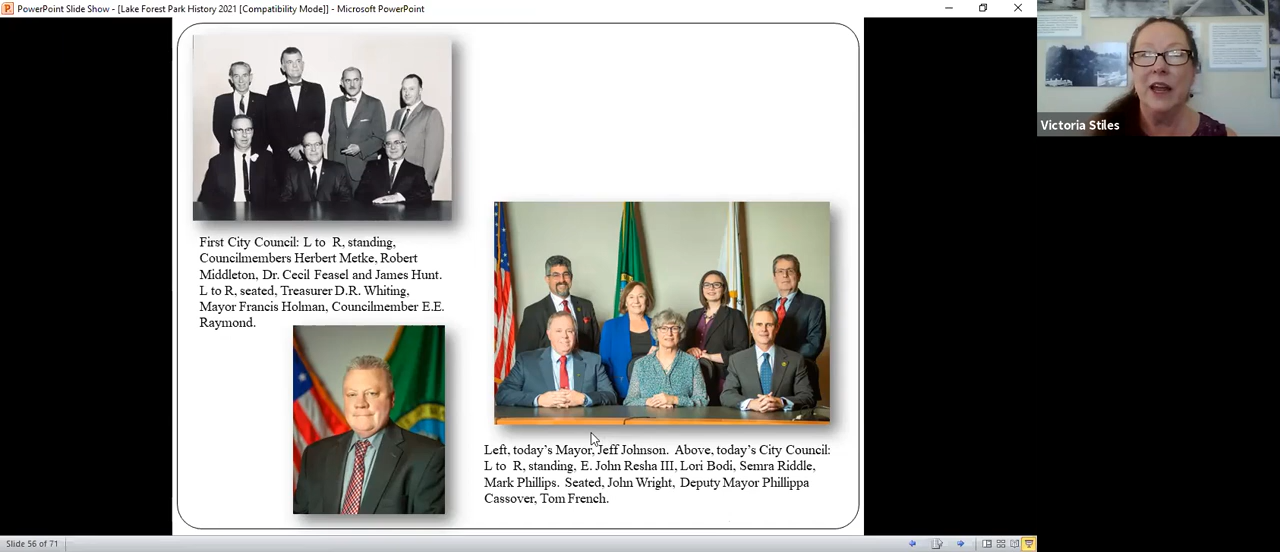 PowerPoint Slide Show - [Lake Forest Park History 2021 [Compatibility Mode]] - Microsoft PowerPoint
Victoria Stiles
First City Council: L to R, standing,
Councilmembers Herbert Metke, Robert
Middleton, Dr. Cecil Feasel and James Hunt.
L to R, seated, Treasurer D.R. Whiting,
Mayor Francis Holman, Councilmember E.E.
Raymond.
Left, today's Mayor, Jeff Johnson. Above, today's City Council:
L to R, standing, E. John Resha III, Lori Bodi, Semra Riddle,
Mark Phillips. Seated, John Wright, Deputy Mayor Phillippa
Cassover, Tom French.
Slide 56 of 71